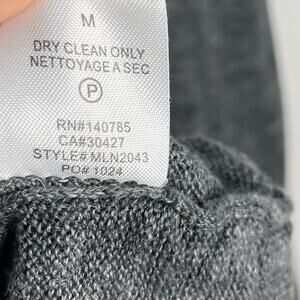 M
DRY CLEAN ONLY
NETTOYAGE A SEC
P
RN#140785
CA#30427
STYLE# MLN2043
PO# 1024